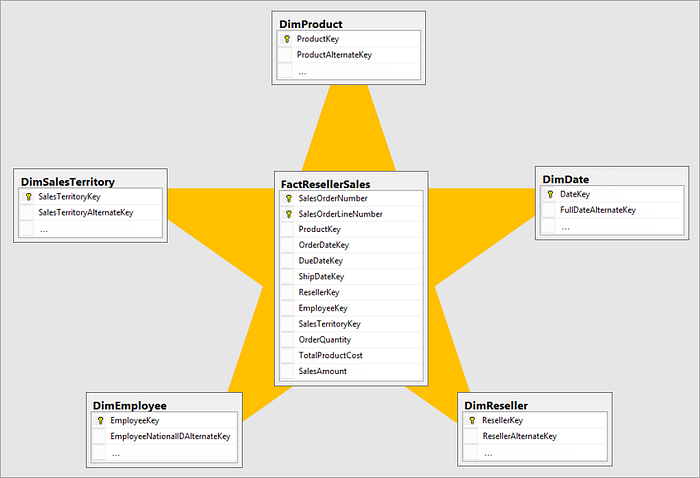 DimProduct
ProductKey
ProductAlternateKey
...
DimSalesTerritory
SalesTerritoryKey
SalesTerritoryAlternateKey
...
FactResellerSales
SalesOrderNumber
SalesOrderLineNumber
ProductKey
OrderDateKey
DueDateKey
ShipDateKey
ResellerKey
EmployeeKey
SalesTerritoryKey
OrderQuantity
TotalProductCost
SalesAmount
DimDate
DateKey
FullDateAlternateKey
...
DimEmployee
EmployeeKey
EmployeeNationalIDAlternateKey
...
DimReseller
ResellerKey
ResellerAlternateKey
...